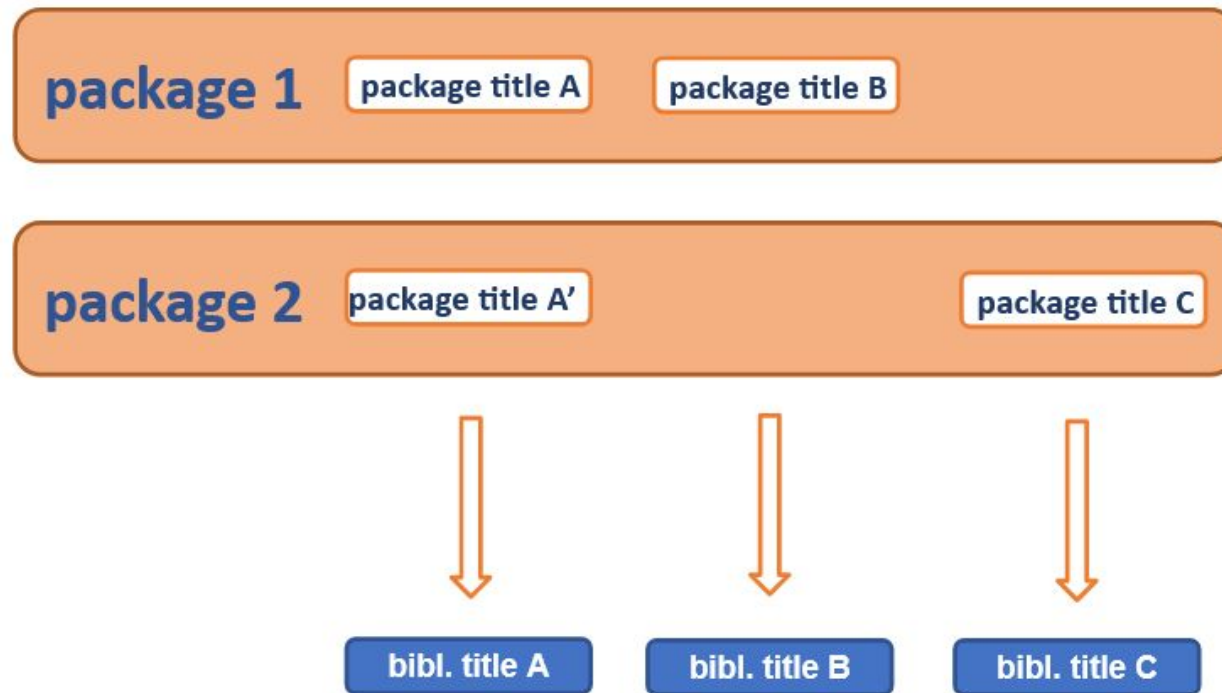 package 1
package title A
package title B
package 2
package title A’
package title C
bibl. title A
bibl. title B
bibl. title C